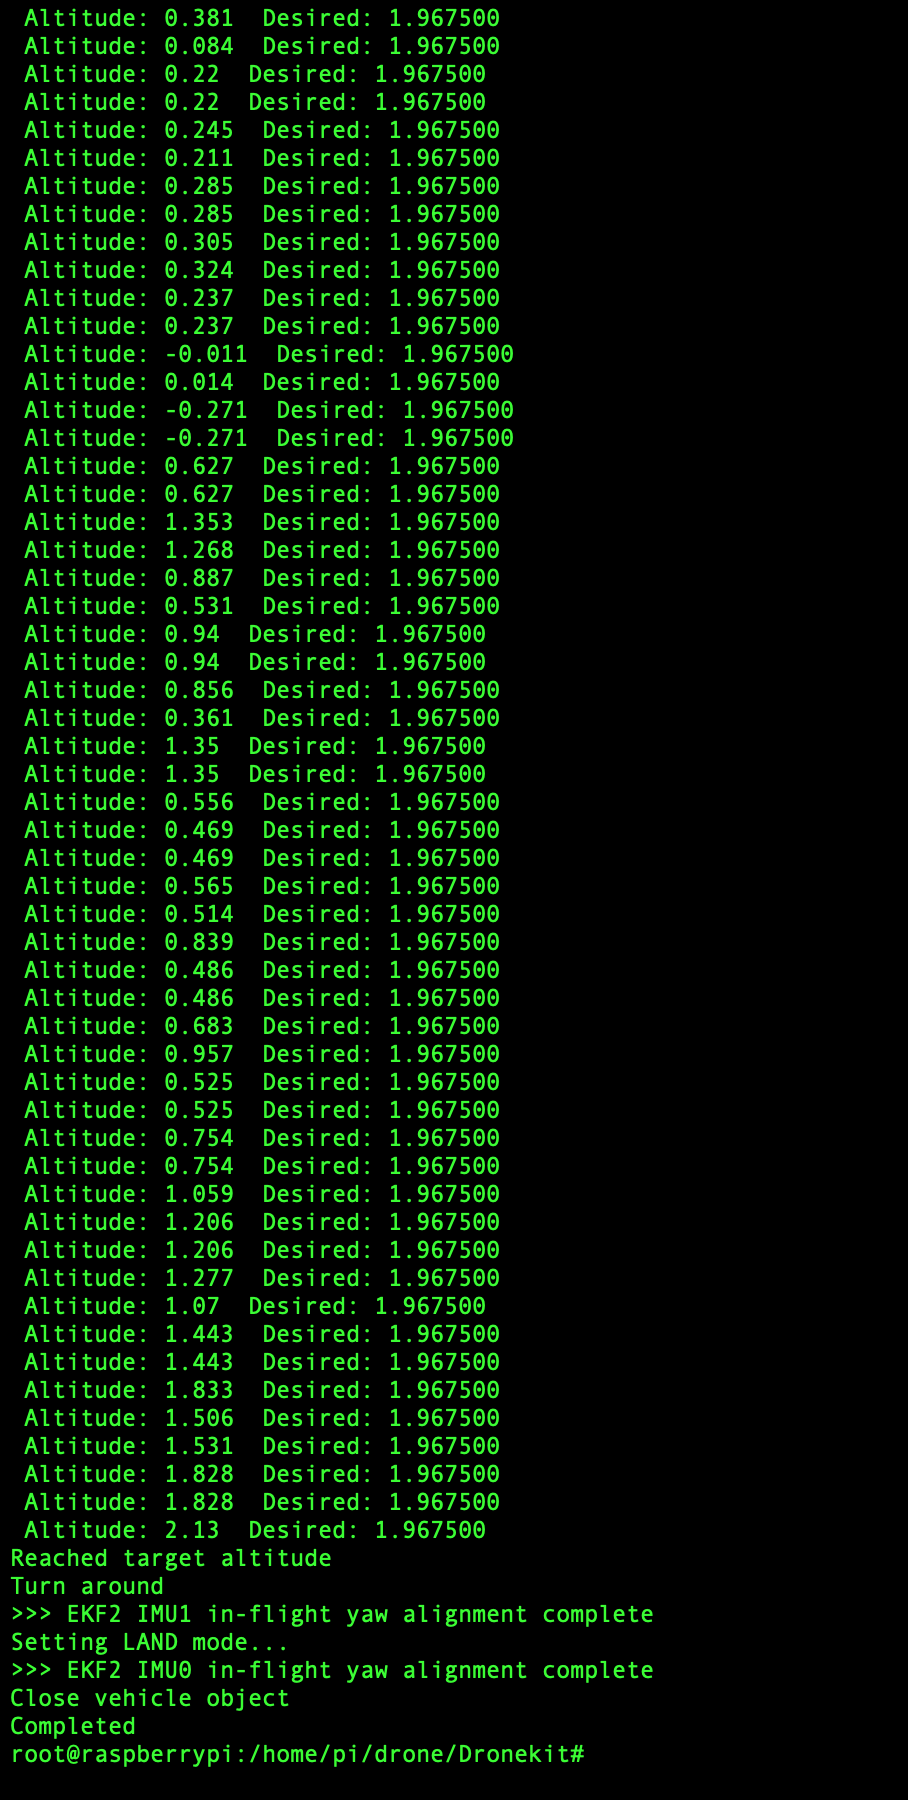 Altitude: 0.381  Desired: 1.967500
Altitude: 0.084  Desired: 1.967500
Altitude: 0.22  Desired: 1.967500
Altitude: 0.22  Desired: 1.967500
Altitude: 0.245  Desired: 1.967500
Altitude: 0.211  Desired: 1.967500
Altitude: 0.285  Desired: 1.967500
Altitude: 0.285  Desired: 1.967500
Altitude: 0.305  Desired: 1.967500
Altitude: 0.324  Desired: 1.967500
Altitude: 0.237  Desired: 1.967500
Altitude: 0.237  Desired: 1.967500
Altitude: -0.011  Desired: 1.967500
Altitude: 0.014  Desired: 1.967500
Altitude: -0.271  Desired: 1.967500
Altitude: -0.271  Desired: 1.967500
Altitude: 0.627  Desired: 1.967500
Altitude: 0.627  Desired: 1.967500
Altitude: 1.353  Desired: 1.967500
Altitude: 1.268  Desired: 1.967500
Altitude: 0.887  Desired: 1.967500
Altitude: 0.531  Desired: 1.967500
Altitude: 0.94  Desired: 1.967500
Altitude: 0.94  Desired: 1.967500
Altitude: 0.856  Desired: 1.967500
Altitude: 0.361  Desired: 1.967500
Altitude: 1.35  Desired: 1.967500
Altitude: 1.35  Desired: 1.967500
Altitude: 0.556  Desired: 1.967500
Altitude: 0.469  Desired: 1.967500
Altitude: 0.469  Desired: 1.967500
Altitude: 0.565  Desired: 1.967500
Altitude: 0.514  Desired: 1.967500
Altitude: 0.839  Desired: 1.967500
Altitude: 0.486  Desired: 1.967500
Altitude: 0.486  Desired: 1.967500
Altitude: 0.683  Desired: 1.967500
Altitude: 0.957  Desired: 1.967500
Altitude: 0.525  Desired: 1.967500
Altitude: 0.525  Desired: 1.967500
Altitude: 0.754  Desired: 1.967500
Altitude: 0.754  Desired: 1.967500
Altitude: 1.059  Desired: 1.967500
Altitude: 1.206  Desired: 1.967500
Altitude: 1.206  Desired: 1.967500
Altitude: 1.277  Desired: 1.967500
Altitude: 1.07  Desired: 1.967500
Altitude: 1.443  Desired: 1.967500
Altitude: 1.443  Desired: 1.967500
Altitude: 1.833  Desired: 1.967500
Altitude: 1.506  Desired: 1.967500
Altitude: 1.531  Desired: 1.967500
Altitude: 1.828  Desired: 1.967500
Altitude: 1.828  Desired: 1.967500
Altitude: 2.13  Desired: 1.967500
Reached target altitude
Turn around
>>> EKF2 IMU1 in-flight yaw alignment complete
Setting LAND mode...
>>> EKF2 IMU0 in-flight yaw alignment complete
Close vehicle object
Completed
root@raspberrypi:/home/pi/drone/Dronekit#